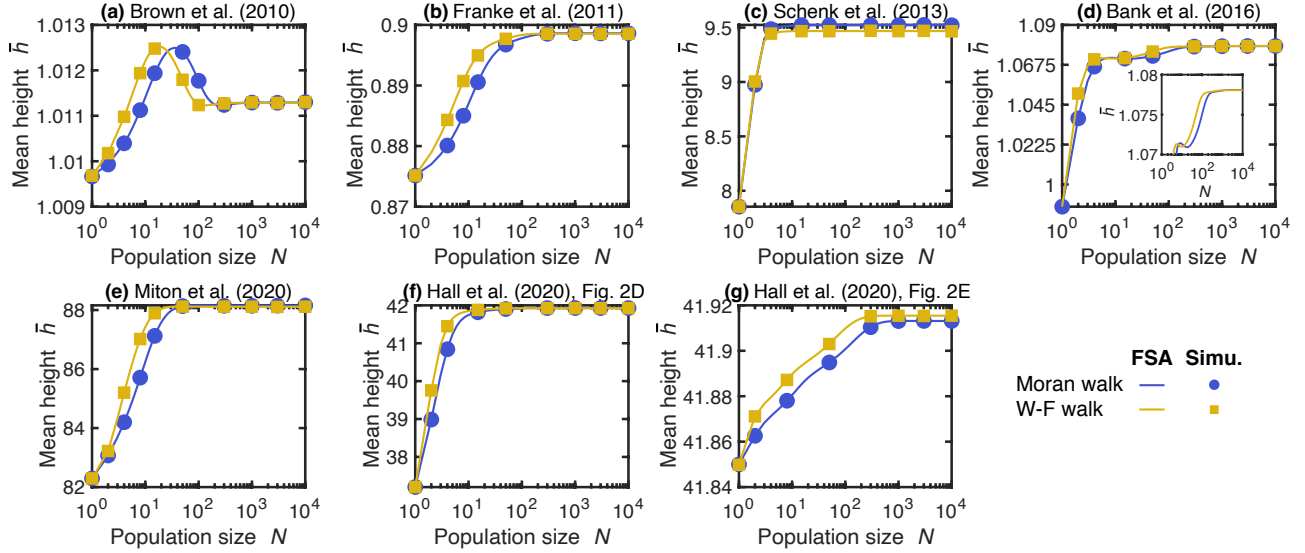 (a) Brown et al. (2010)
Mean height h̄
1.013
1.012
1.011
1.01
1.009
10⁰ 10¹ 10² 10³ 10⁴
Population size N
(b) Franke et al. (2011)
Mean height h̄
0.9
0.89
0.88
0.87
10⁰ 10¹ 10² 10³ 10⁴
Population size N
(c) Schenk et al. (2013)
Mean height h̄
9.5
9
8.5
8
10⁰ 10¹ 10² 10³ 10⁴
Population size N
(d) Bank et al. (2016)
Mean height h̄
1.09
1.0675
1.045
1.0225
1
10⁰ 10¹ 10² 10³ 10⁴
Population size N
h̄
1.08
1.075
1.07
10⁰ 10² 10⁴
N
(e) Miton et al. (2020)
Mean height h̄
88
86
84
82
10⁰ 10¹ 10² 10³ 10⁴
Population size N
(f) Hall et al. (2020), Fig. 2D
Mean height h̄
42
41
40
39
38
10⁰ 10¹ 10² 10³ 10⁴
Population size N
(g) Hall et al. (2020), Fig. 2E
Mean height h̄
41.92
41.9
41.88
41.86
41.84
10⁰ 10¹ 10² 10³ 10⁴
Population size N
FSA Simu.
Moran walk
W-F walk